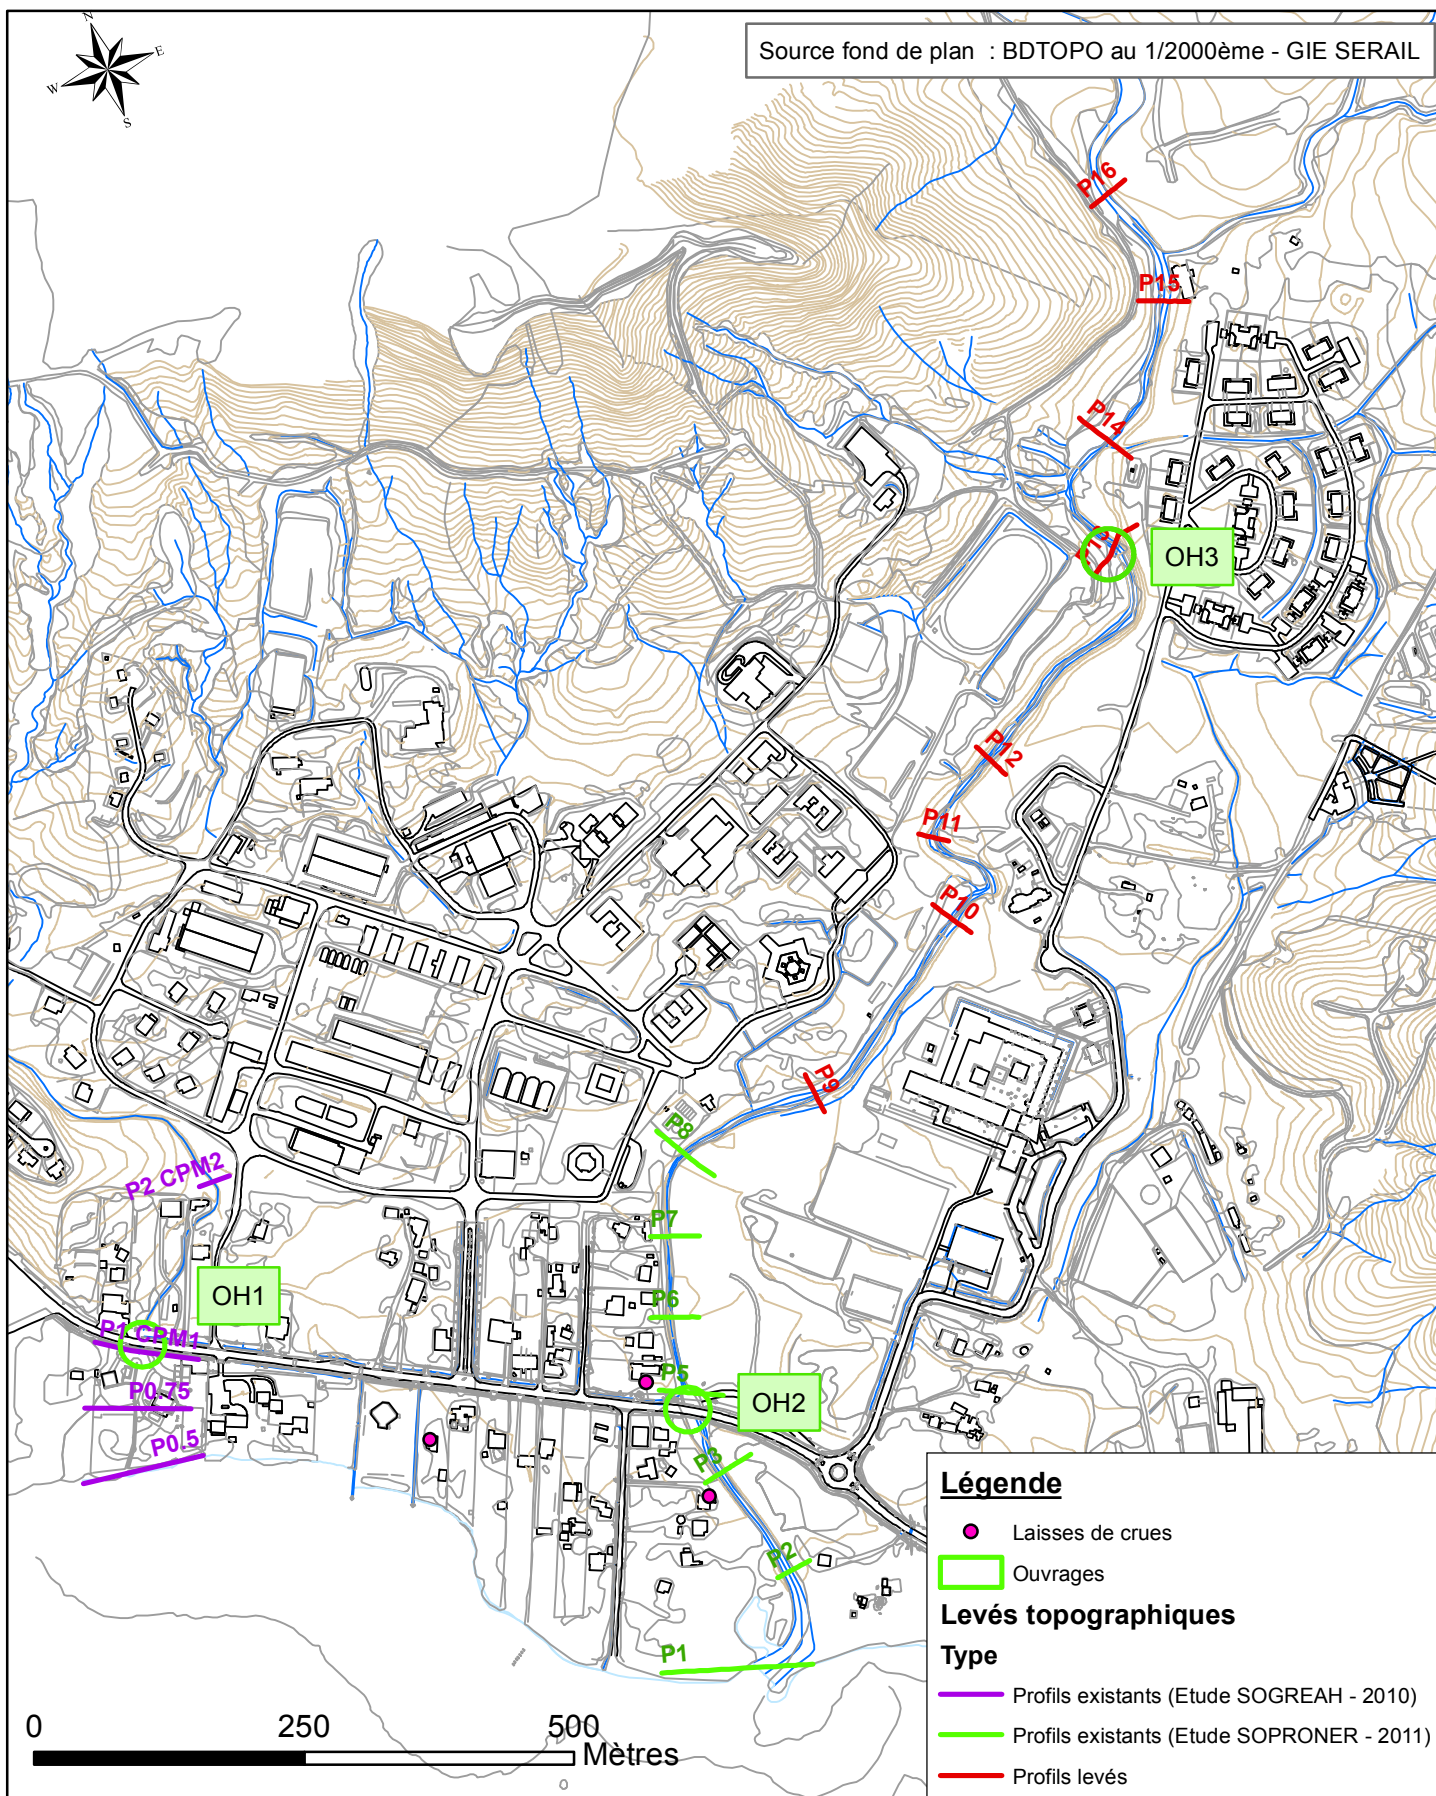 N
E
W
S
Source fond de plan : BDTOPO au 1/2000ème - GIE SERAIL
P16
P15
P14
OH3
P12
P11
P10
P9
P8
P2 CPM2
P7
OH1
P6
P1 CPM1
P5
P0.75
OH2
P0.5
P3
P2
P1
Légende
Laisses de crues
Ouvrages
Levés topographiques
Type
Profils existants (Etude SOGREAH - 2010)
Profils existants (Etude SOPRONER - 2011)
Profils levés
0 250 500
Mètres